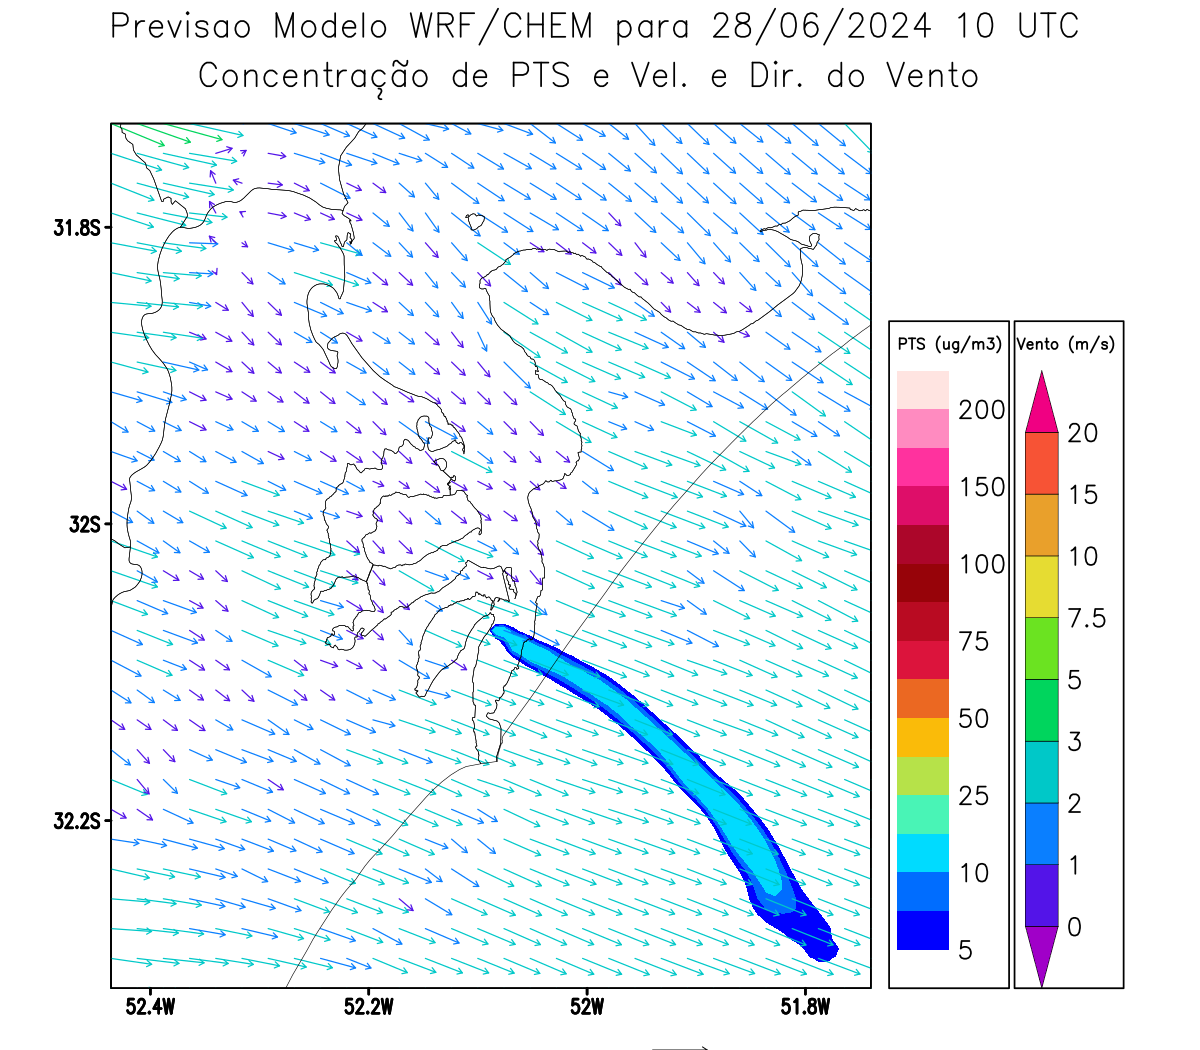 Previsao Modelo WRF/CHEM para 28/06/2024 10 UTC
Concentração de PTS e Vel. e Dir. do Vento
31.8S
32S
32.2S
52.4W
52.2W
52W
51.8W
PTS (ug/m3)
200
150
100
75
50
25
10
5
Vento (m/s)
20
15
10
7.5
5
3
2
1
0